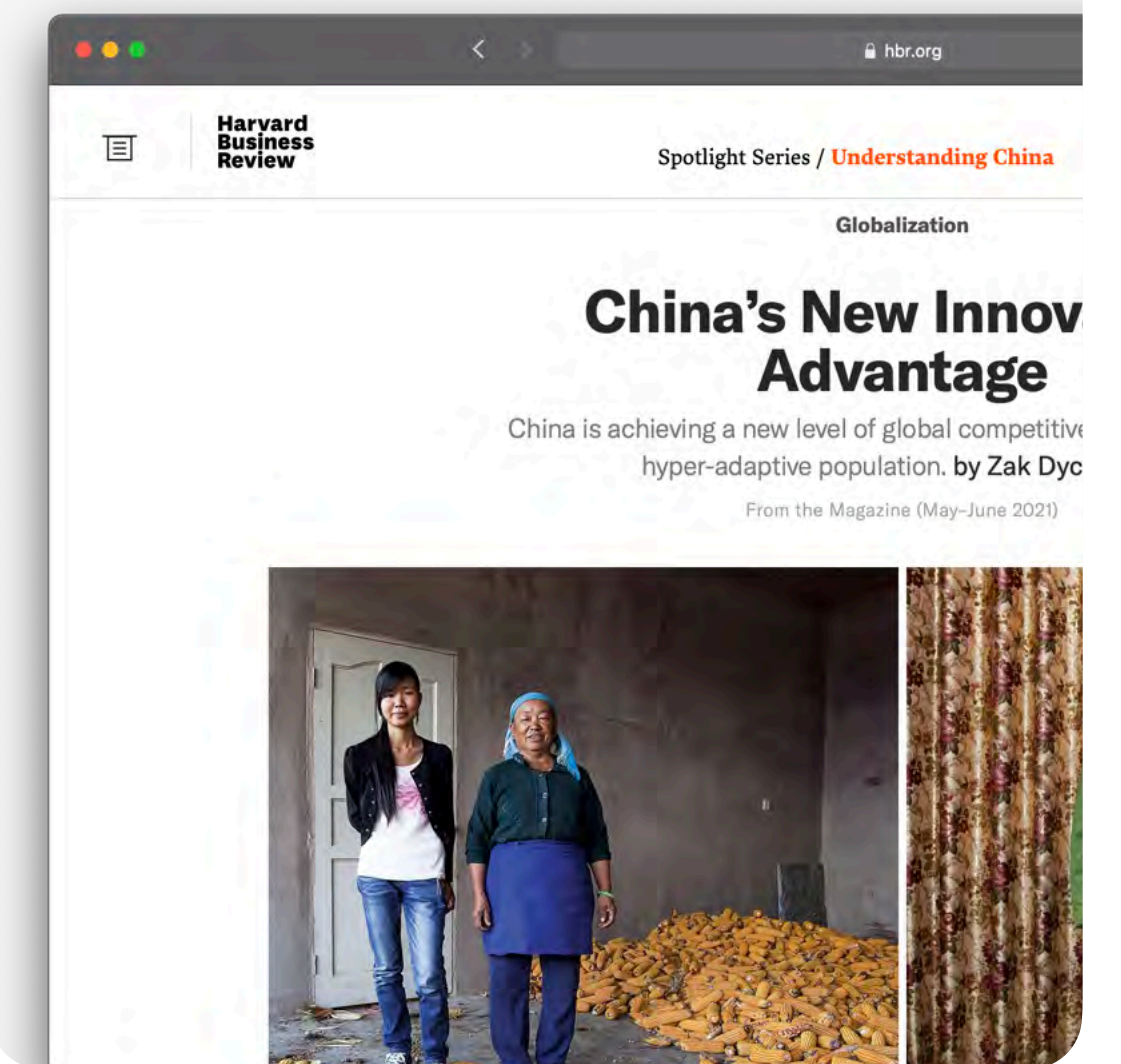 hbr.org
Harvard
Business
Review
Spotlight Series / Understanding China
Globalization
China’s New Innov
Advantage
China is achieving a new level of global competitive
hyper-adaptive population. by Zak Dyc
From the Magazine (May–June 2021)